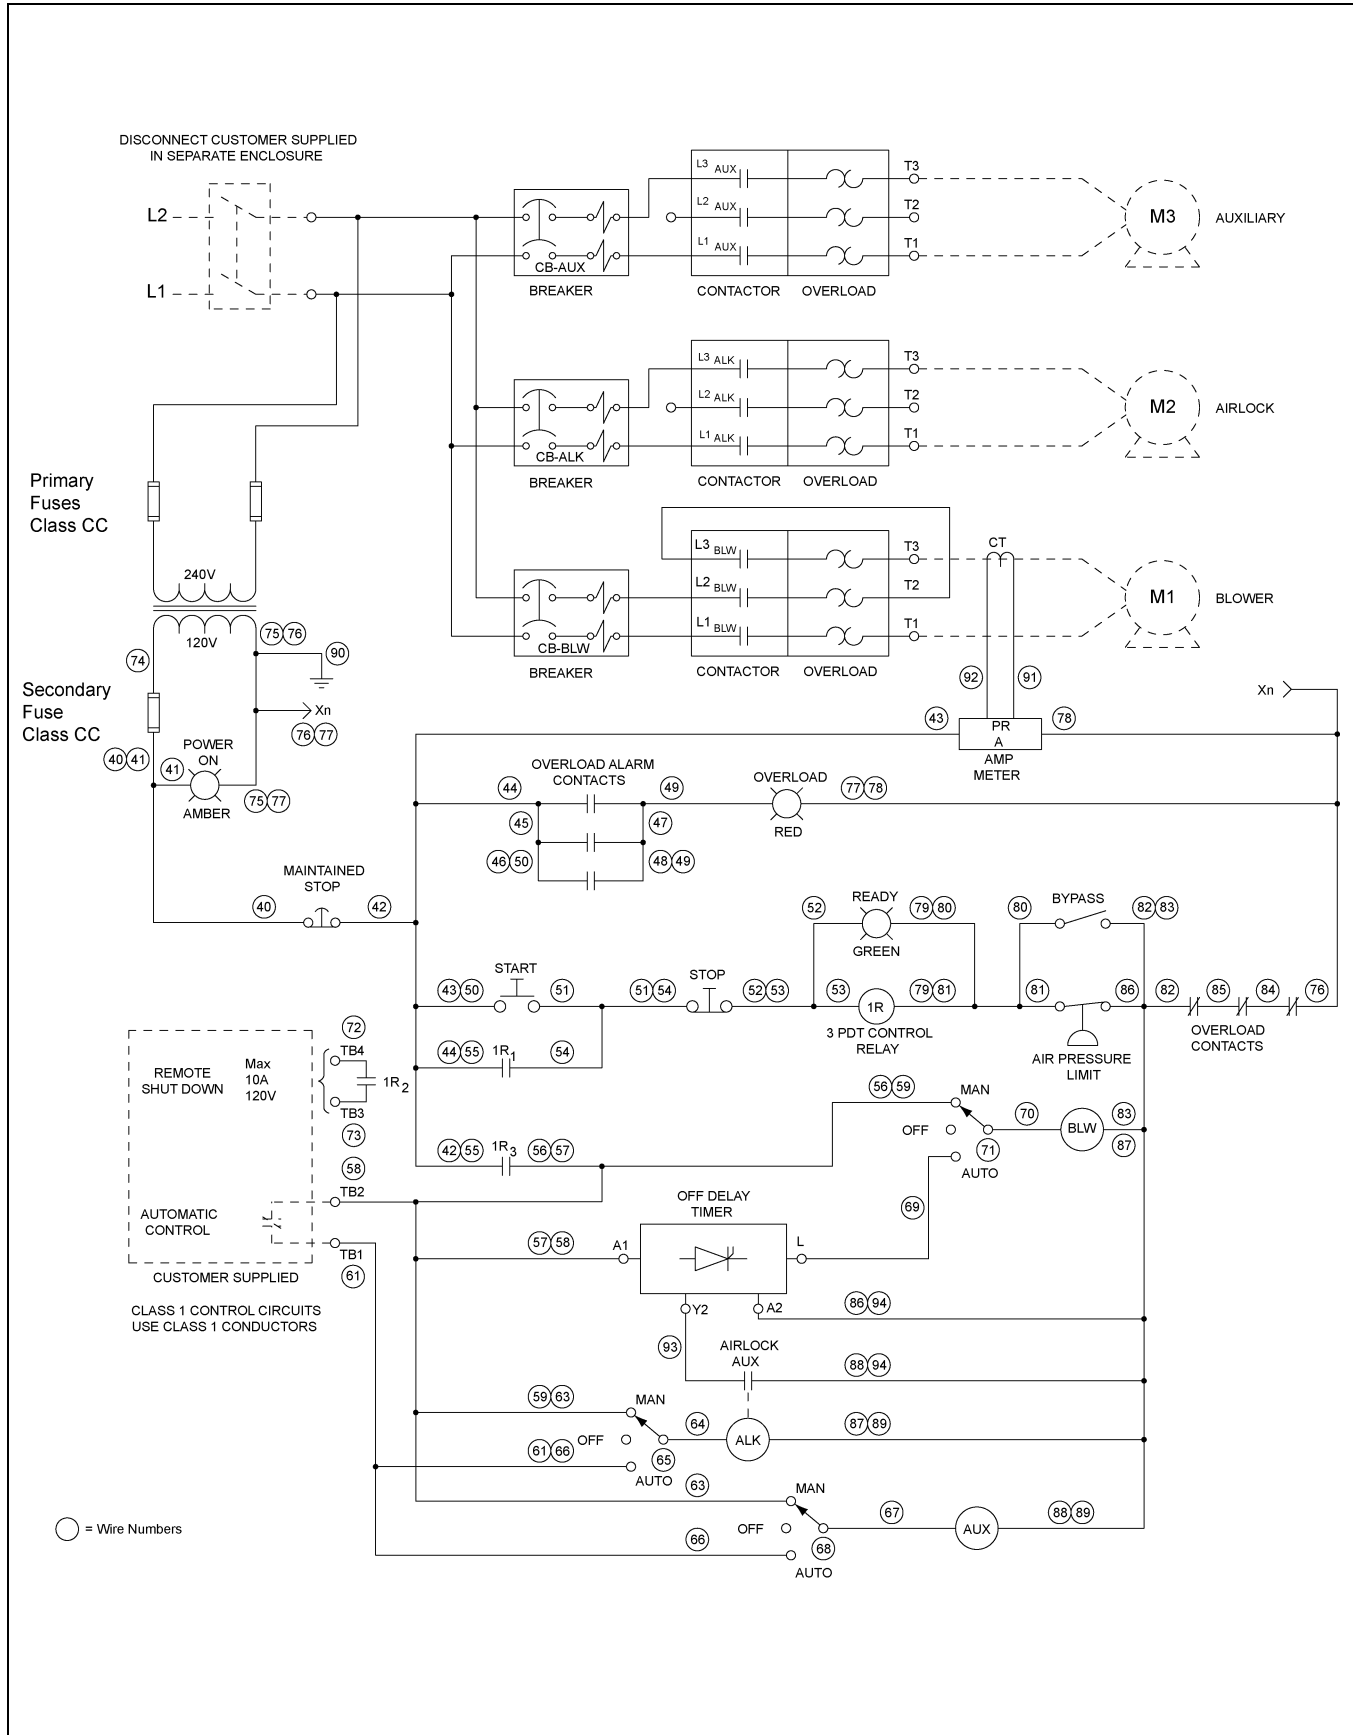 DISCONNECT CUSTOMER SUPPLIED
IN SEPARATE ENCLOSURE
L2
L1
CB-AUX
BREAKER
L3 AUX
L2 AUX
L1 AUX
CONTACTOR
OVERLOAD
T3
T2
T1
M3
AUXILIARY
CB-ALK
BREAKER
L3 ALK
L2 ALK
L1 ALK
CONTACTOR
OVERLOAD
T3
T2
T1
M2
AIRLOCK
CB-BLW
BREAKER
L3 BLW
L2 BLW
L1 BLW
CONTACTOR
OVERLOAD
T3
T2
T1
CT
M1
BLOWER
Primary
Fuses
Class CC
240V
120V
75 76
90
74
Secondary
Fuse
Class CC
Xn
76 77
40 41
41
POWER
ON
AMBER
75 77
92
91
Xn
43
PR
A
78
AMP
METER
OVERLOAD ALARM
CONTACTS
44
49
45
47
46 50
48 49
OVERLOAD
RED
77 78
MAINTAINED
STOP
40
42
READY
GREEN
52
79 80
80
BYPASS
82 83
START
43 50
51
51 54
STOP
52 53
53
1R
79 81
3 PDT CONTROL
RELAY
81
86
AIR PRESSURE
LIMIT
82
85
84
76
OVERLOAD
CONTACTS
44 55
1R1
54
REMOTE
SHUT DOWN
Max
10A
120V
72
TB4
1R2
TB3
73
42 55
1R3
56 57
56 59
MAN
OFF
AUTO
71
70
BLW
83
87
58
TB2
AUTOMATIC
CONTROL
TB1
61
CUSTOMER SUPPLIED
CLASS 1 CONTROL CIRCUITS
USE CLASS 1 CONDUCTORS
OFF DELAY
TIMER
57 58
A1
L
69
Y2
A2
86 94
93
AIRLOCK
AUX
88 94
59 63
MAN
OFF
64
ALK
87 89
61 66
65
AUTO
63
MAN
OFF
67
AUX
88 89
66
68
AUTO
= Wire Numbers